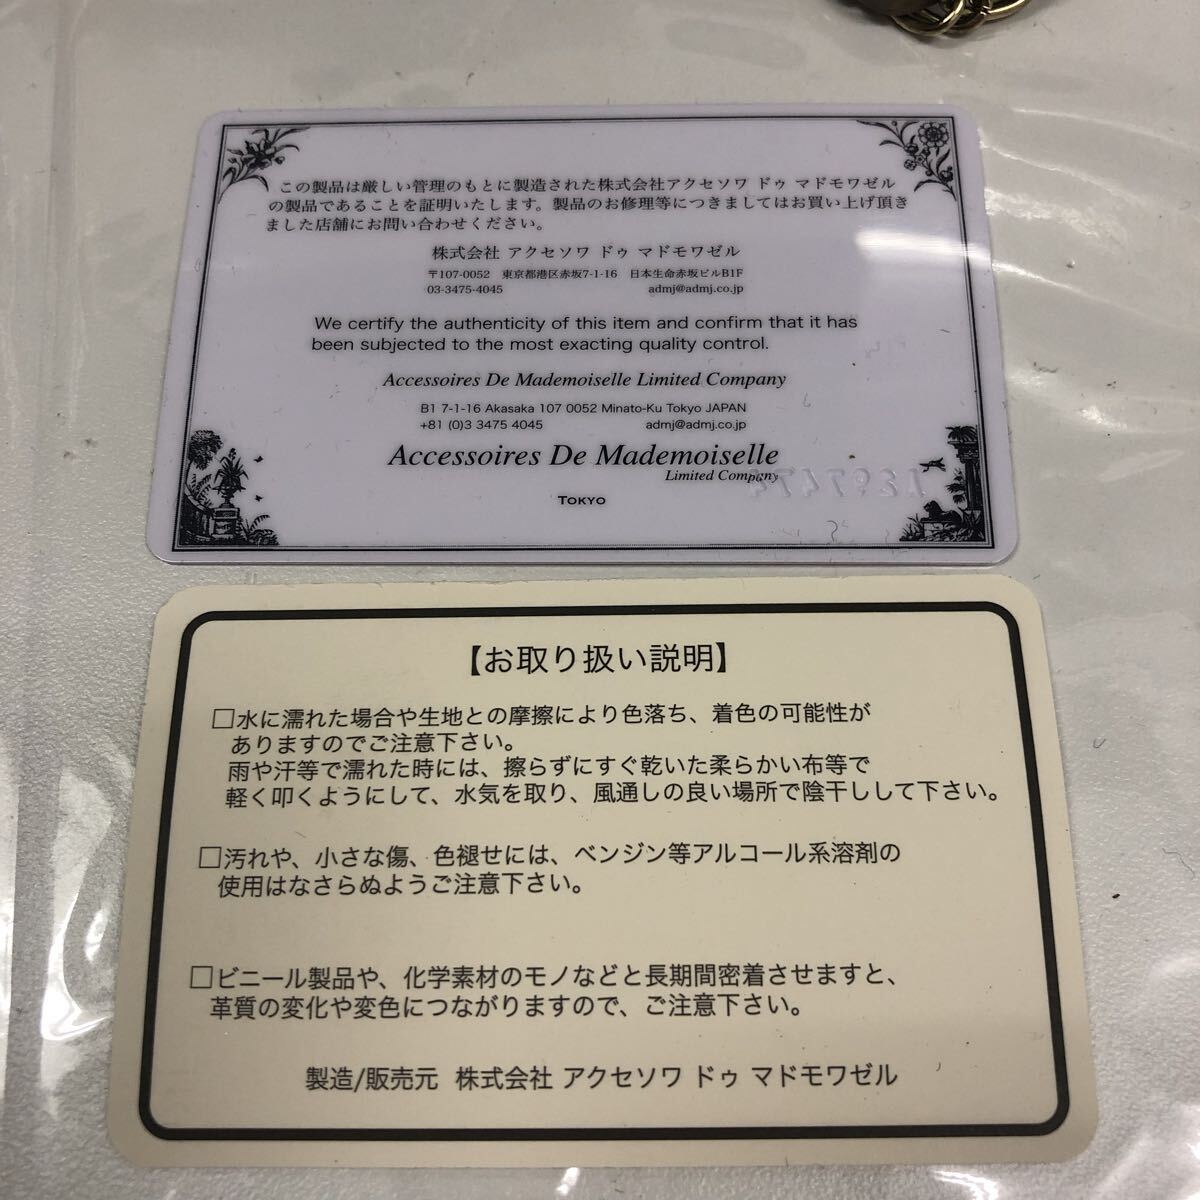 この製品は厳しい管理のもとに製造された株式会社アクセソワ ドゥ マドモワゼル
の製品であることを証明いたします。製品のお修理等につきましてはお買い上げ頂き
ました店舗にお問い合わせください。
株式会社 アクセソワ ドゥ マドモワゼル
〒107-0052 東京都港区赤坂7-1-16 日本生命赤坂ビルB1F
03-3475-4045 admj@admj.co.jp
We certify the authenticity of this item and confirm that it has
been subjected to the most exacting quality control.
Accessoires De Mademoiselle Limited Company
B1 7-1-16 Akasaka 107 0052 Minato-Ku Tokyo JAPAN
+81 (0)3 3475 4045 admj@admj.co.jp
Accessoires De Mademoiselle
Limited Company
TOKYO
【お取り扱い説明】
□水に濡れた場合や生地との摩擦により色落ち、着色の可能性が
ありますのでご注意下さい。
雨や汗等で濡れた時には、擦らずにすぐ乾いた柔らかい布等で
軽く叩くようにして、水気を取り、風通しの良い場所で陰干しして下さい。
□汚れや、小さな傷、色褪せには、ベンジン等アルコール系溶剤の
使用はなさらぬようご注意下さい。
□ビニール製品や、化学素材のモノなどと長期間密着させますと、
革質の変化や変色につながりますので、ご注意下さい。
製造/販売元 株式会社 アクセソワ ドゥ マドモワゼル